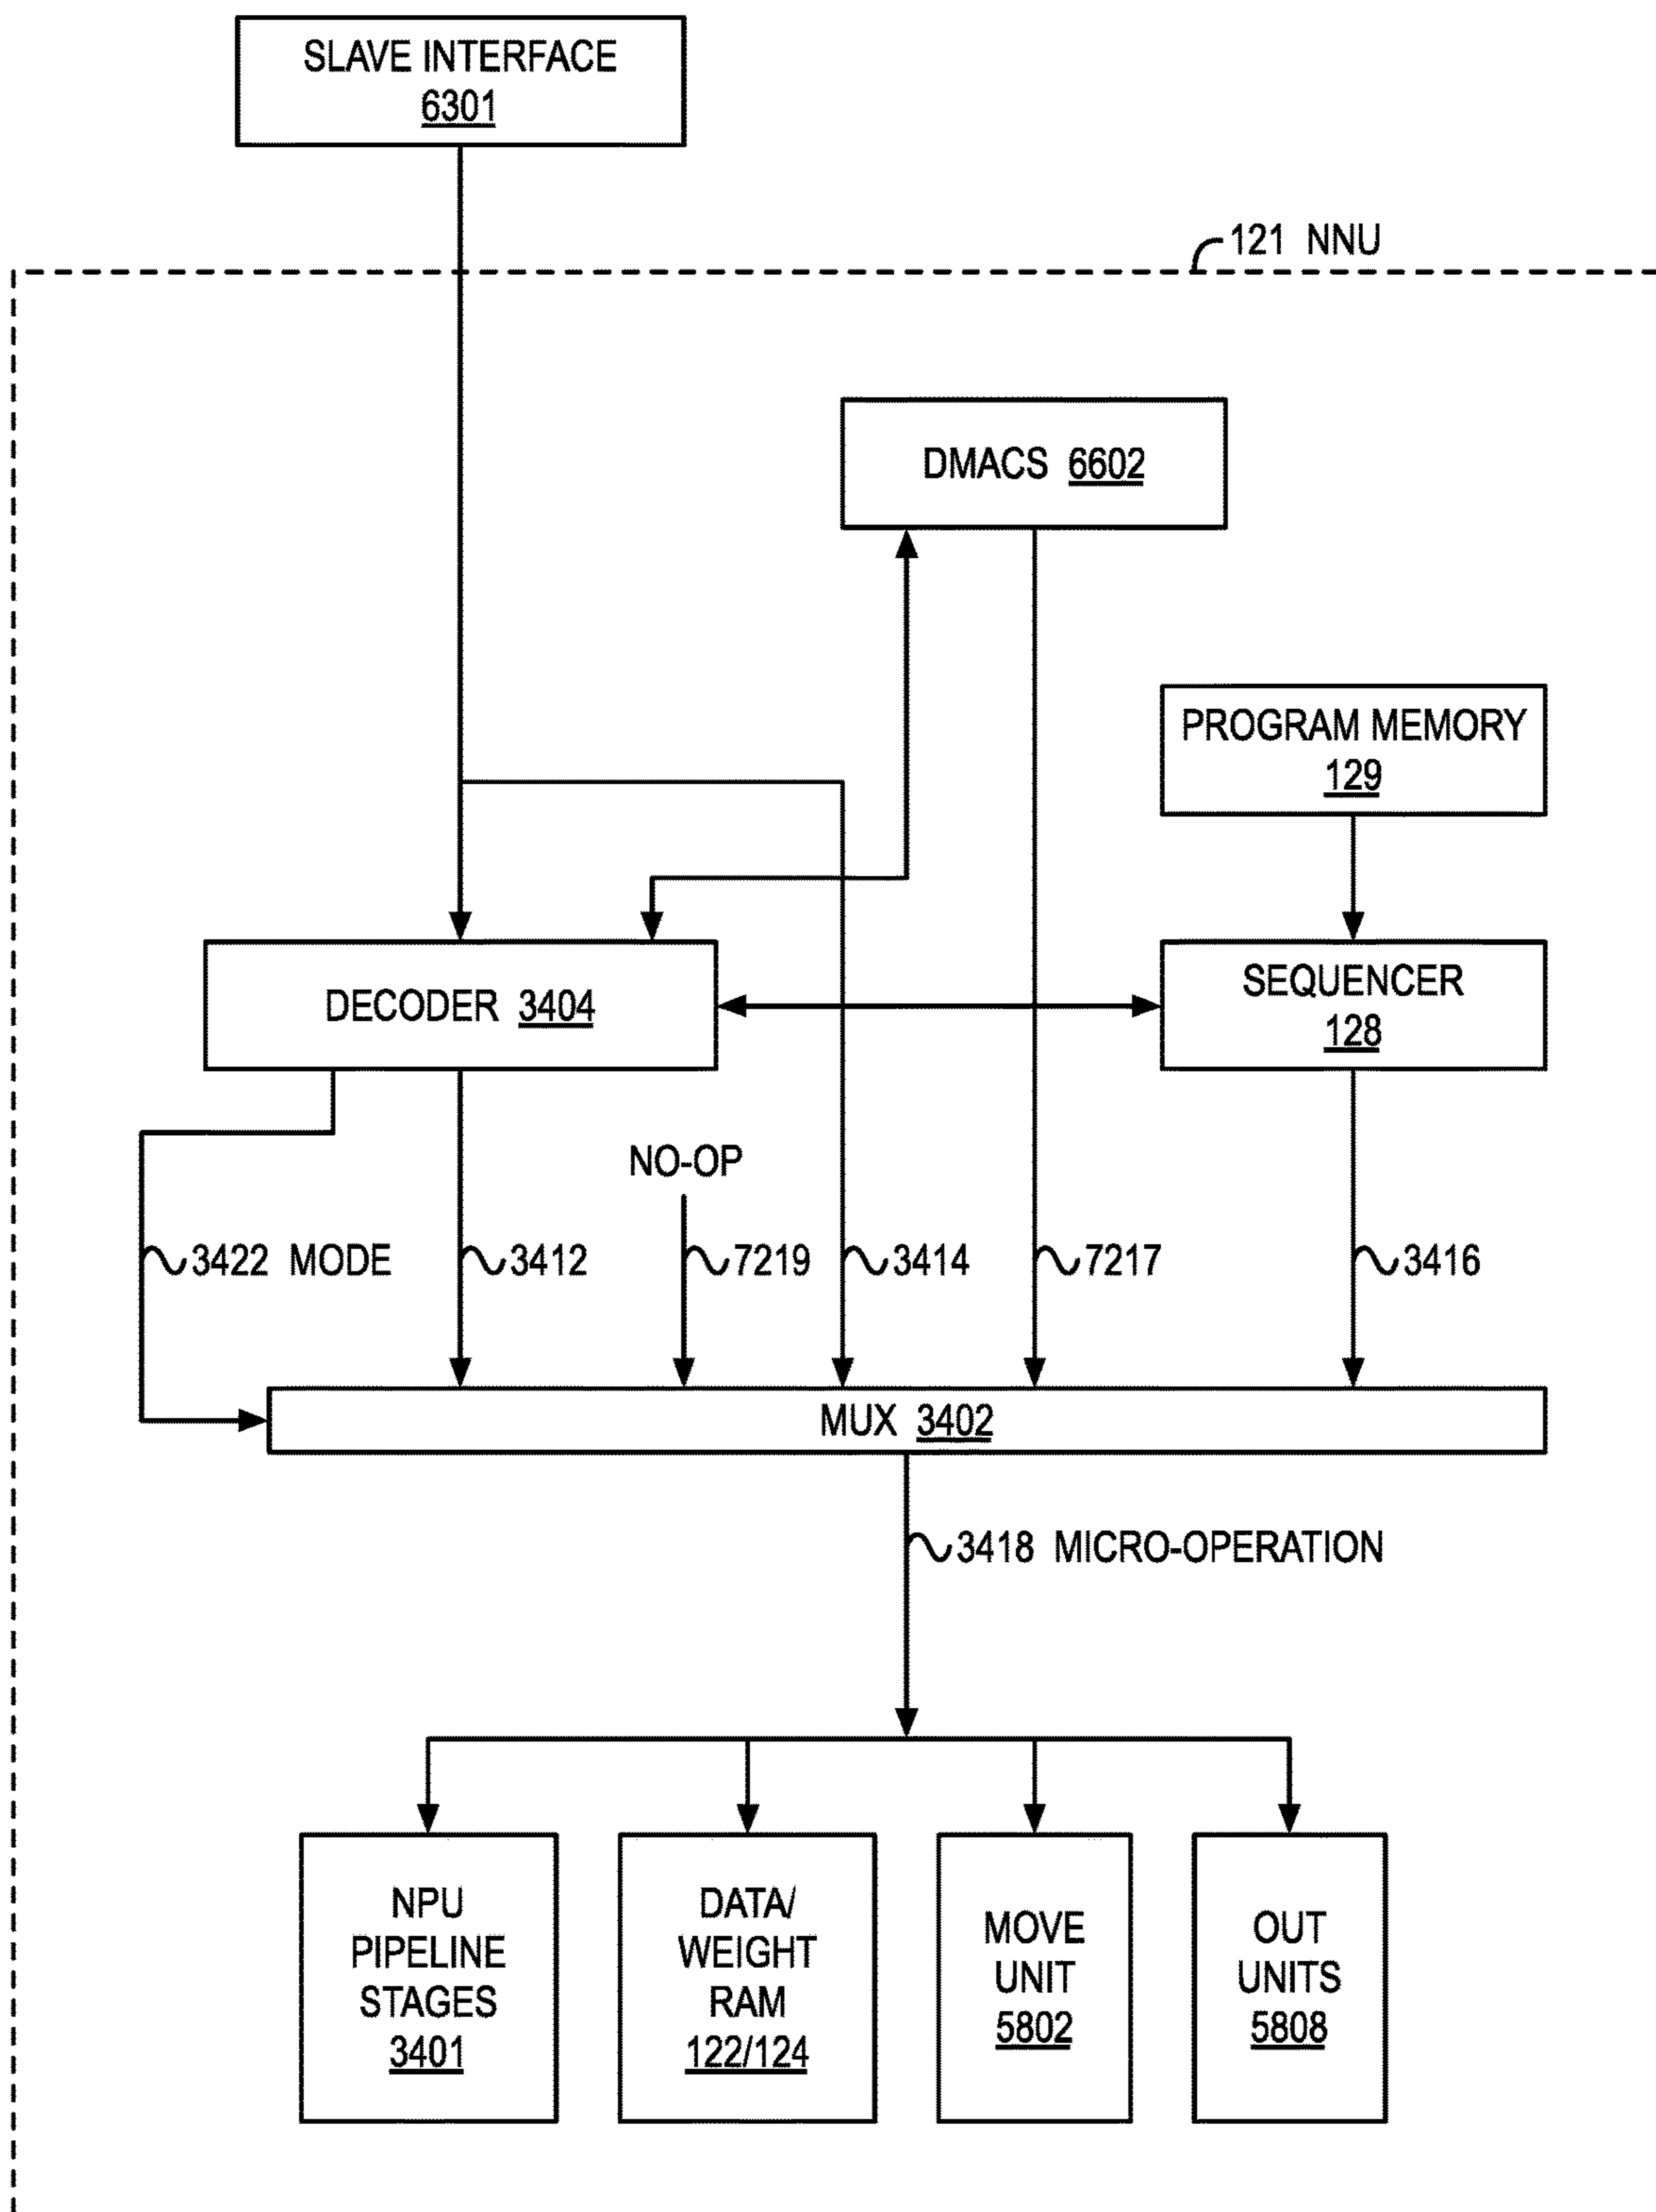 SLAVE INTERFACE
6301
121 NNU
DMACS 6602
PROGRAM MEMORY
129
DECODER 3404
SEQUENCER
128
NO-OP
3422 MODE
3412
7219
3414
7217
3416
MUX 3402
3418 MICRO-OPERATION
NPU
PIPELINE
STAGES
3401
DATA/
WEIGHT
RAM
122/124
MOVE
UNIT
5802
OUT
UNITS
5808